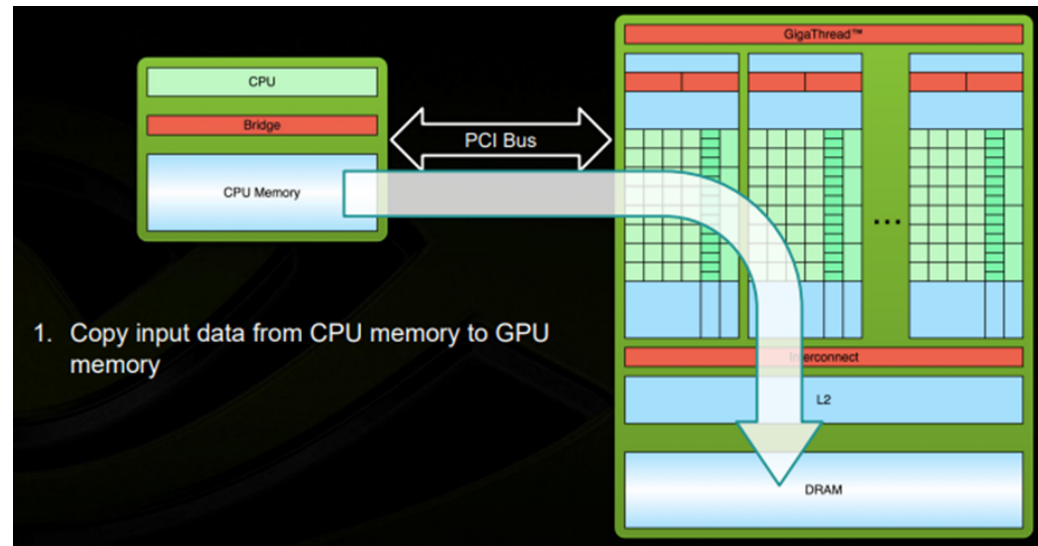 GigaThread™
CPU
Bridge
PCI Bus
CPU Memory
...
1. Copy input data from CPU memory to GPU
memory
erconnect
L2
DRAM